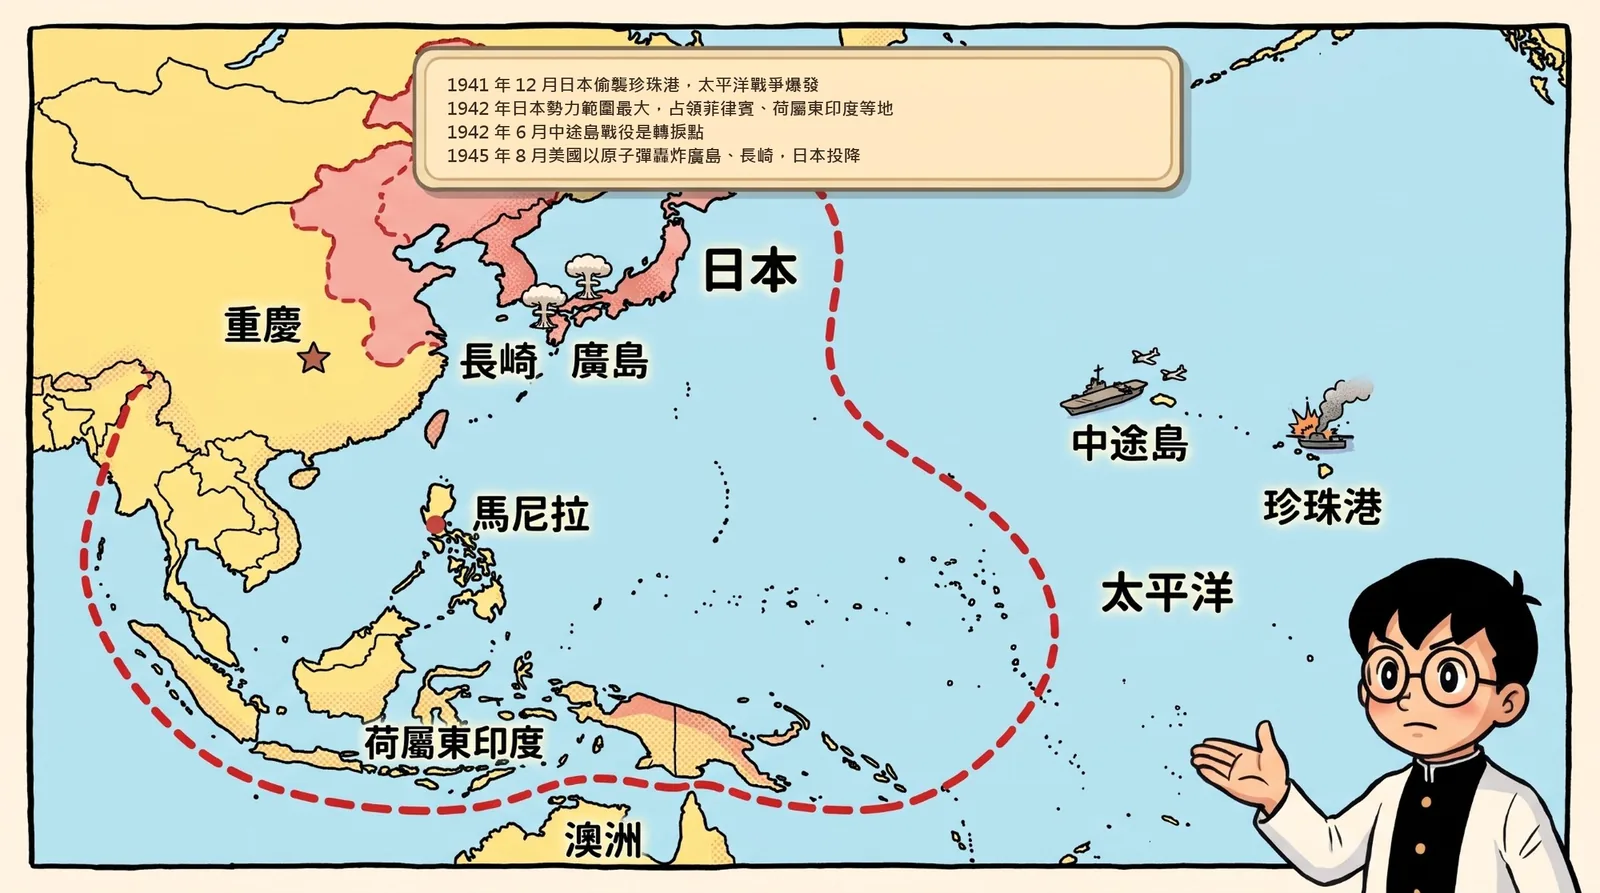 1941 年 12 月日本偷襲珍珠港，太平洋戰爭爆發
1942 年日本勢力範圍最大，占領菲律賓、荷屬東印度等地
1942 年 6 月中途島戰役是轉捩點
1945 年 8 月美國以原子彈轟炸廣島、長崎，日本投降
日本
重慶
長崎
廣島
中途島
珍珠港
馬尼拉
太平洋
荷屬東印度
澳洲